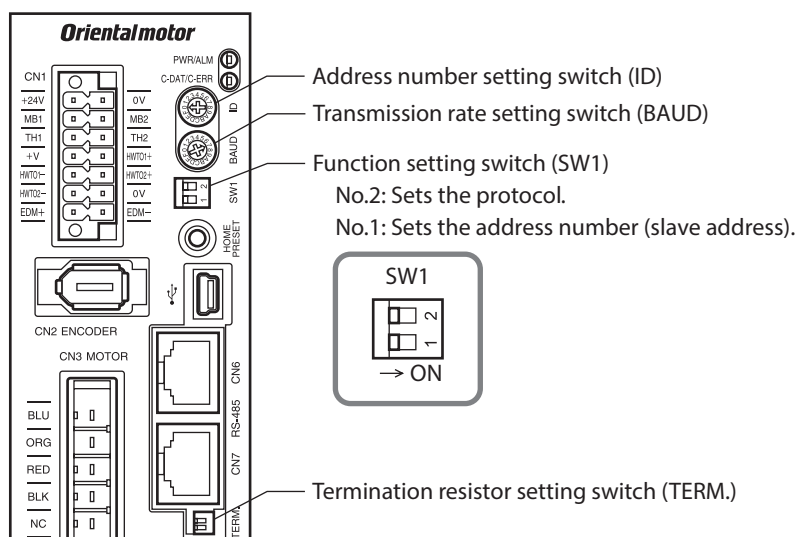 Orientalmotor
PWR/ALM
C-DAT/C-ERR
CN1
+24V 0V
MB1 MB2
TH1 TH2
+V HWTO1+
HWTO1− HWTO2+
HWTO2− 0V
EDM+ EDM−
ID
BAUD
SW1
2
1
HOME PRESET
CN2 ENCODER
CN3 MOTOR
CN6
RS-485
CN7
TERM.
BLU
ORG
RED
BLK
NC
Address number setting switch (ID)
Transmission rate setting switch (BAUD)
Function setting switch (SW1)
No.2: Sets the protocol.
No.1: Sets the address number (slave address).
SW1
2
1
→ ON
Termination resistor setting switch (TERM.)